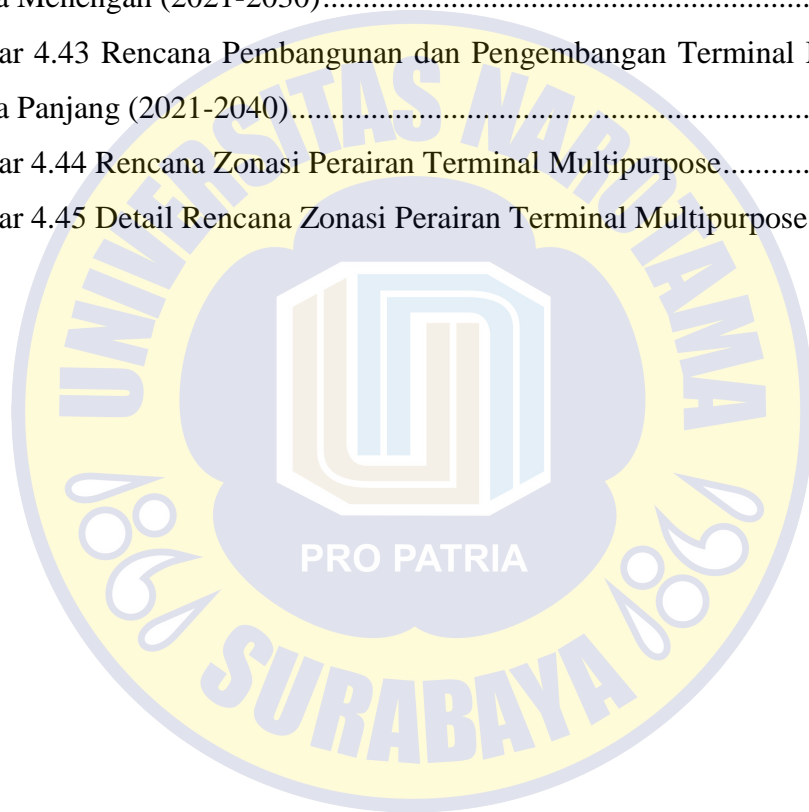 a Menengah (2021-2030)........................................................
ar 4.43 Rencana Pembangunan dan Pengembangan Terminal
a Panjang (2021-2040)........................................................
ar 4.44 Rencana Zonasi Perairan Terminal Multipurpose............
ar 4.45 Detail Rencana Zonasi Perairan Terminal Multipurpose
UNIVERSITAS NAROTAMA
PRO PATRIA
SURABAYA